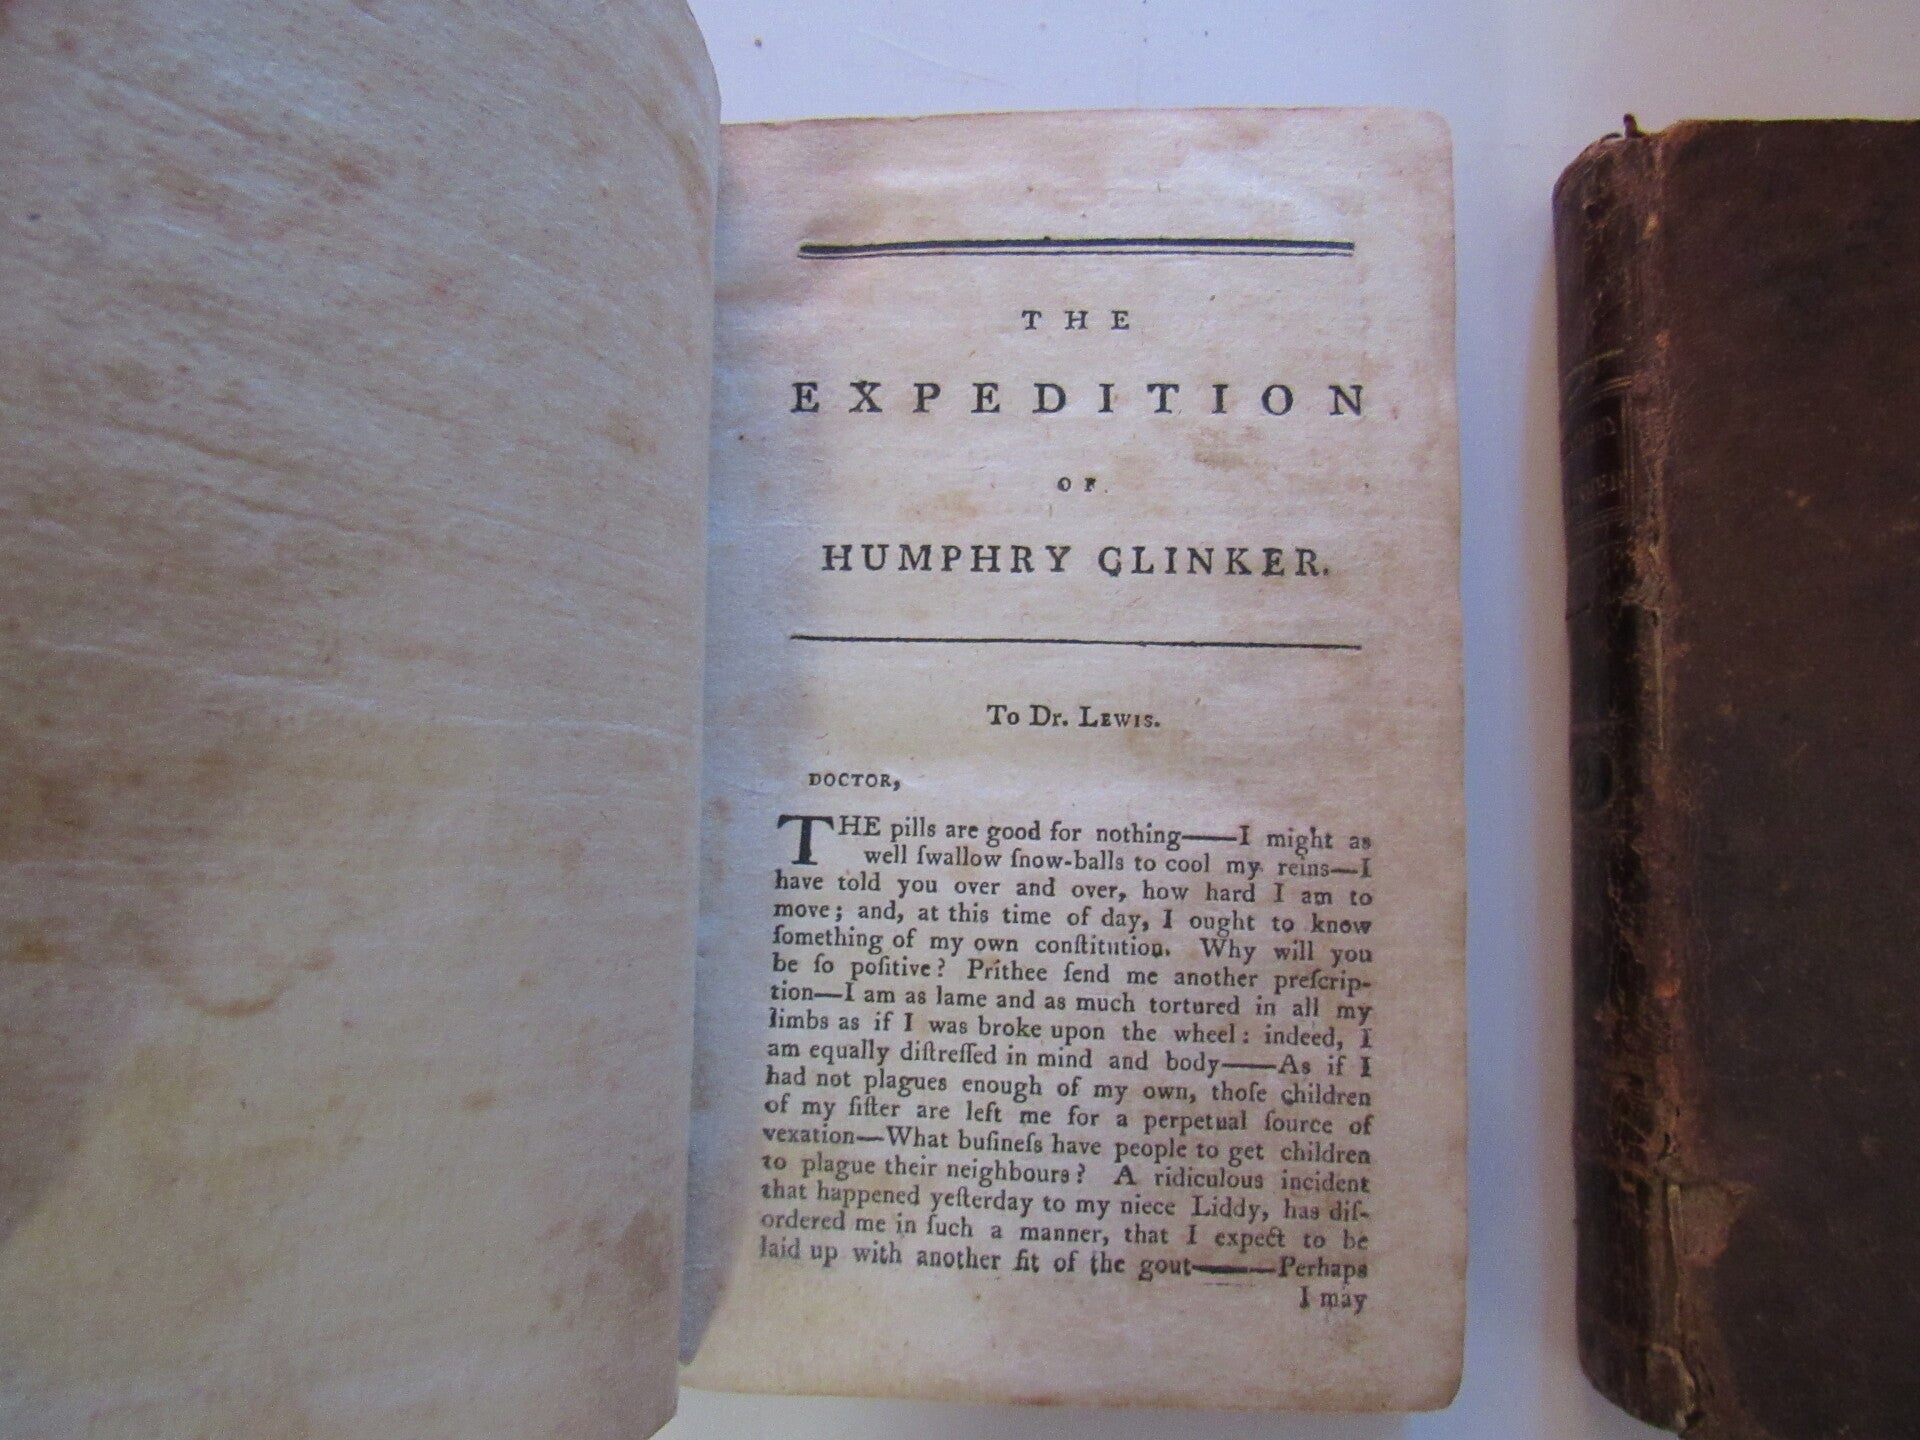 THE
EXPEDITION
OF
HUMPHRY CLINKER.
To Dr. LEWIS.
DOCTOR,
THE pills are good for nothing——I might as
well ſwallow ſnow-balls to cool my reins—I
have told you over and over, how hard I am to
move; and, at this time of day, I ought to know
ſomething of my own conſtitution. Why will you
be ſo poſitive? Prithee ſend me another preſcrip-
tion—I am as lame and as much tortured in all my
limbs as if I was broke upon the wheel: indeed, I
am equally diſtreſſed in mind and body——As if I
had not plagues enough of my own, thoſe children
of my ſiſter are left me for a perpetual ſource of
vexation—What buſineſs have people to get children
to plague their neighbours? A ridiculous incident
that happened yeſterday to my niece Liddy, has diſ-
ordered me in ſuch a manner, that I expect to be
laid up with another fit of the gout——Perhaps
I may